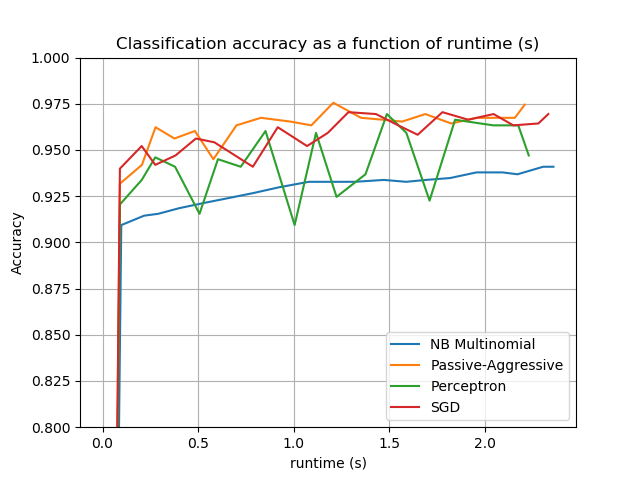 Classification accuracy as a function of runtime (s)
1.000
0.975
0.950
0.925
0.900
0.875
0.850
0.825
0.800
Accuracy
NB Multinomial
Passive-Aggressive
Perceptron
SGD
0.0 0.5 1.0 1.5 2.0
runtime (s)